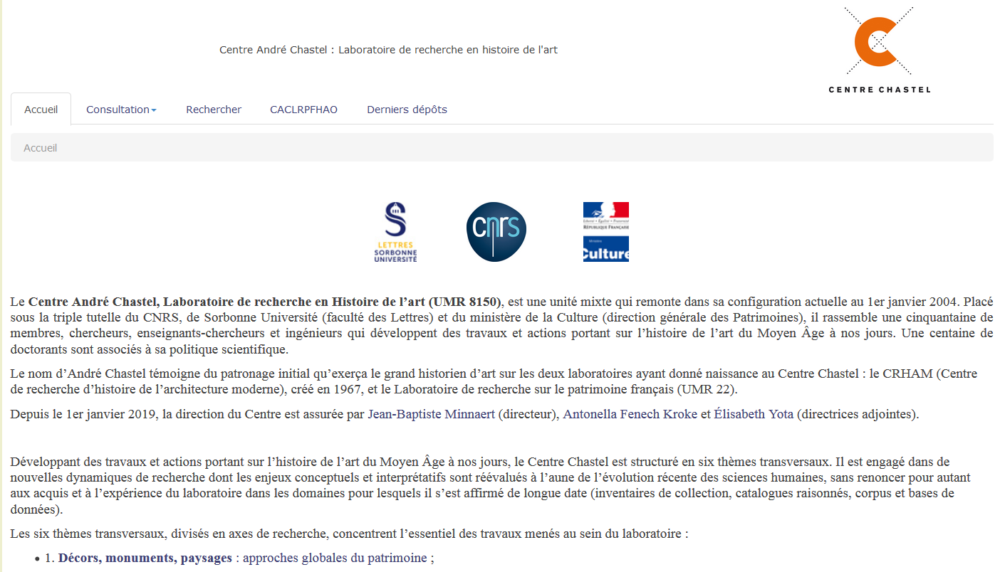 Centre André Chastel : Laboratoire de recherche en histoire de l'art
CENTRE CHASTEL
Accueil
Consultation
Rechercher
CACLRPFHAO
Derniers dépôts
Accueil
S
LETTRES
SORBONNE
UNIVERSITÉ
cnrs
Liberté • Égalité • Fraternité
RÉPUBLIQUE FRANÇAISE
Ministère
Culture
Le Centre André Chastel, Laboratoire de recherche en Histoire de l’art (UMR 8150), est une unité mixte qui remonte dans sa configuration actuelle au 1er janvier 2004. Placé
sous la triple tutelle du CNRS, de Sorbonne Université (faculté des Lettres) et du ministère de la Culture (direction générale des Patrimoines), il rassemble une cinquantaine de
membres, chercheurs, enseignants-chercheurs et ingénieurs qui développent des travaux et actions portant sur l’histoire de l’art du Moyen Âge à nos jours. Une centaine de
doctorants sont associés à sa politique scientifique.
Le nom d’André Chastel témoigne du patronage initial qu’exerça le grand historien d’art sur les deux laboratoires ayant donné naissance au Centre Chastel : le CRHAM (Centre
de recherche d’histoire de l’architecture moderne), créé en 1967, et le Laboratoire de recherche sur le patrimoine français (UMR 22).
Depuis le 1er janvier 2019, la direction du Centre est assurée par Jean-Baptiste Minnaert (directeur), Antonella Fenech Kroke et Élisabeth Yota (directrices adjointes).
Développant des travaux et actions portant sur l’histoire de l’art du Moyen Âge à nos jours, le Centre Chastel est structuré en six thèmes transversaux. Il est engagé dans de
nouvelles dynamiques de recherche dont les enjeux conceptuels et interprétatifs sont réévalués à l’aune de l’évolution récente des sciences humaines, sans renoncer pour autant
aux acquis et à l’expérience du laboratoire dans les domaines pour lesquels il s’est affirmé de longue date (inventaires de collection, catalogues raisonnés, corpus et bases de
données).
Les six thèmes transversaux, divisés en axes de recherche, concentrent l’essentiel des travaux menés au sein du laboratoire :
• 1. Décors, monuments, paysages : approches globales du patrimoine ;